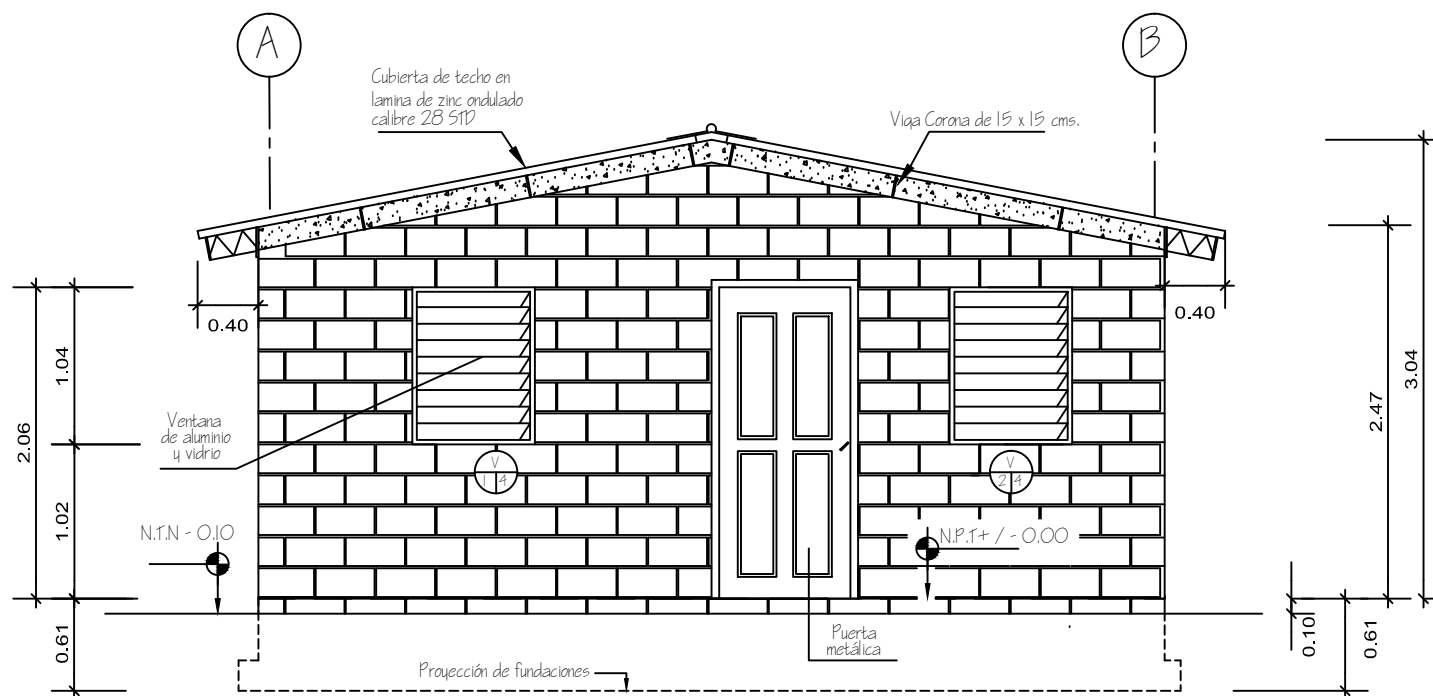 A
B
Cubierta de techo en
lamina de zinc ondulado
calibre 28 STD
Viga Corona de 15 x 15 cms.
0.40
0.40
1.04
2.06
1.02
0.61
3.04
2.47
0.10
0.61
Ventana
de aluminio
y vidrio
V
1 4
V
2 4
N.T.N - 0.10
N.P.T+ / - 0.00
Puerta
metálica
Proyección de fundaciones